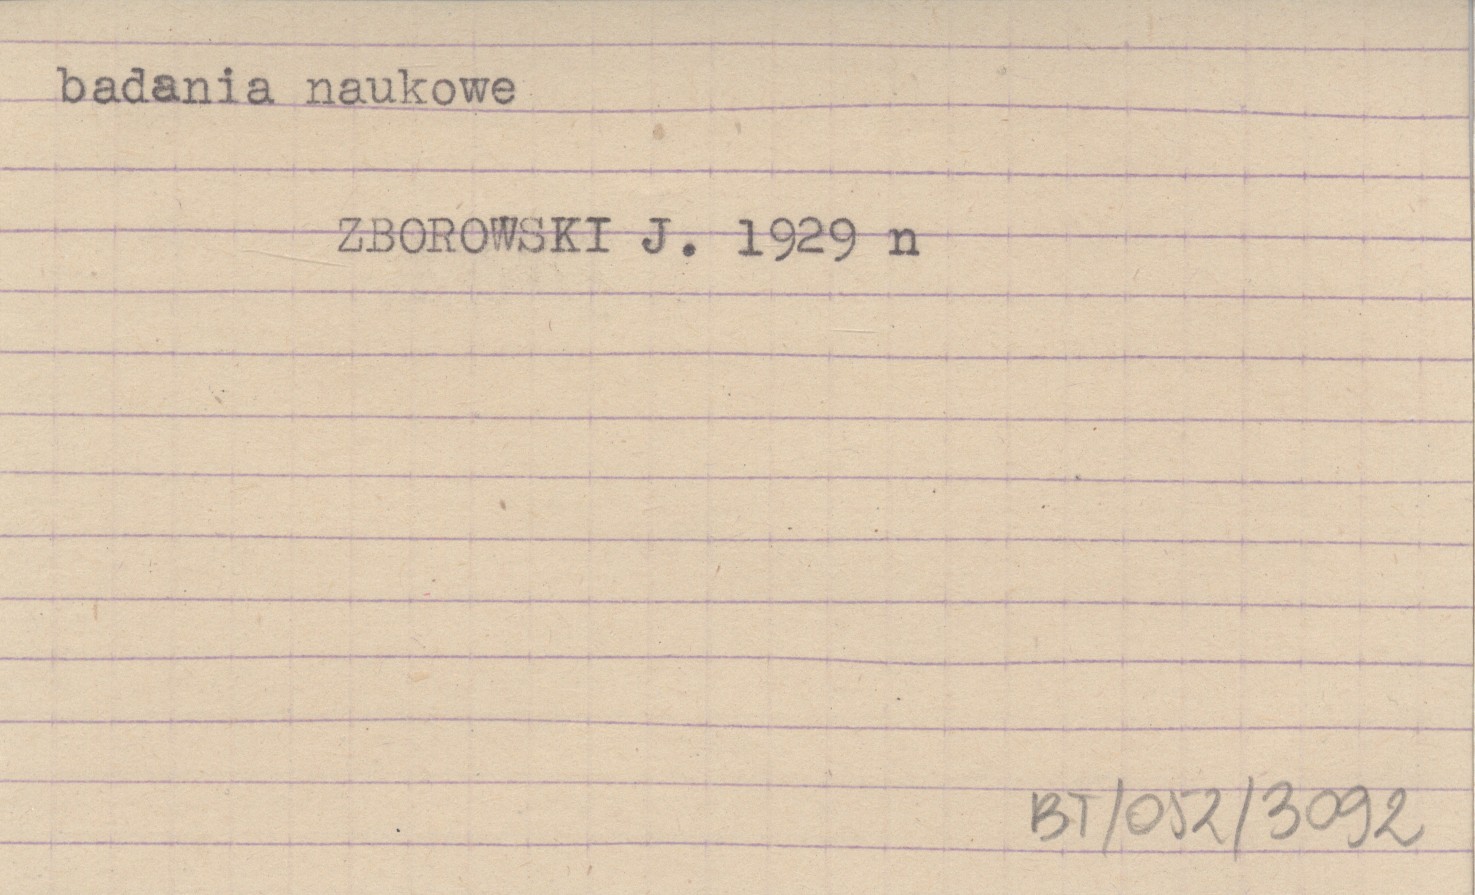 badania naukowe
ZBOROWSKI J. 1929 n
BT/052/3092